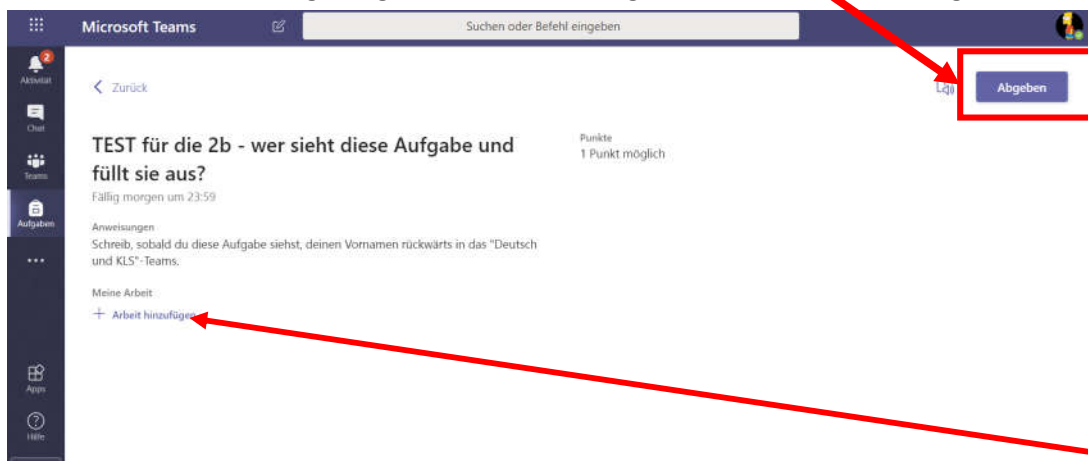 Microsoft Teams
Suchen oder Befehl eingeben
2
Aktivität
Chat
Teams
Aufgaben
Apps
Hilfe
Zurück
Abgeben
TEST für die 2b - wer sieht diese Aufgabe und
füllt sie aus?
Fällig morgen um 23:59
Punkte
1 Punkt möglich
Anweisungen
Schreib, sobald du diese Aufgabe siehst, deinen Vornamen rückwärts in das "Deutsch
und KLS"-Teams.
Meine Arbeit
+ Arbeit hinzufügen